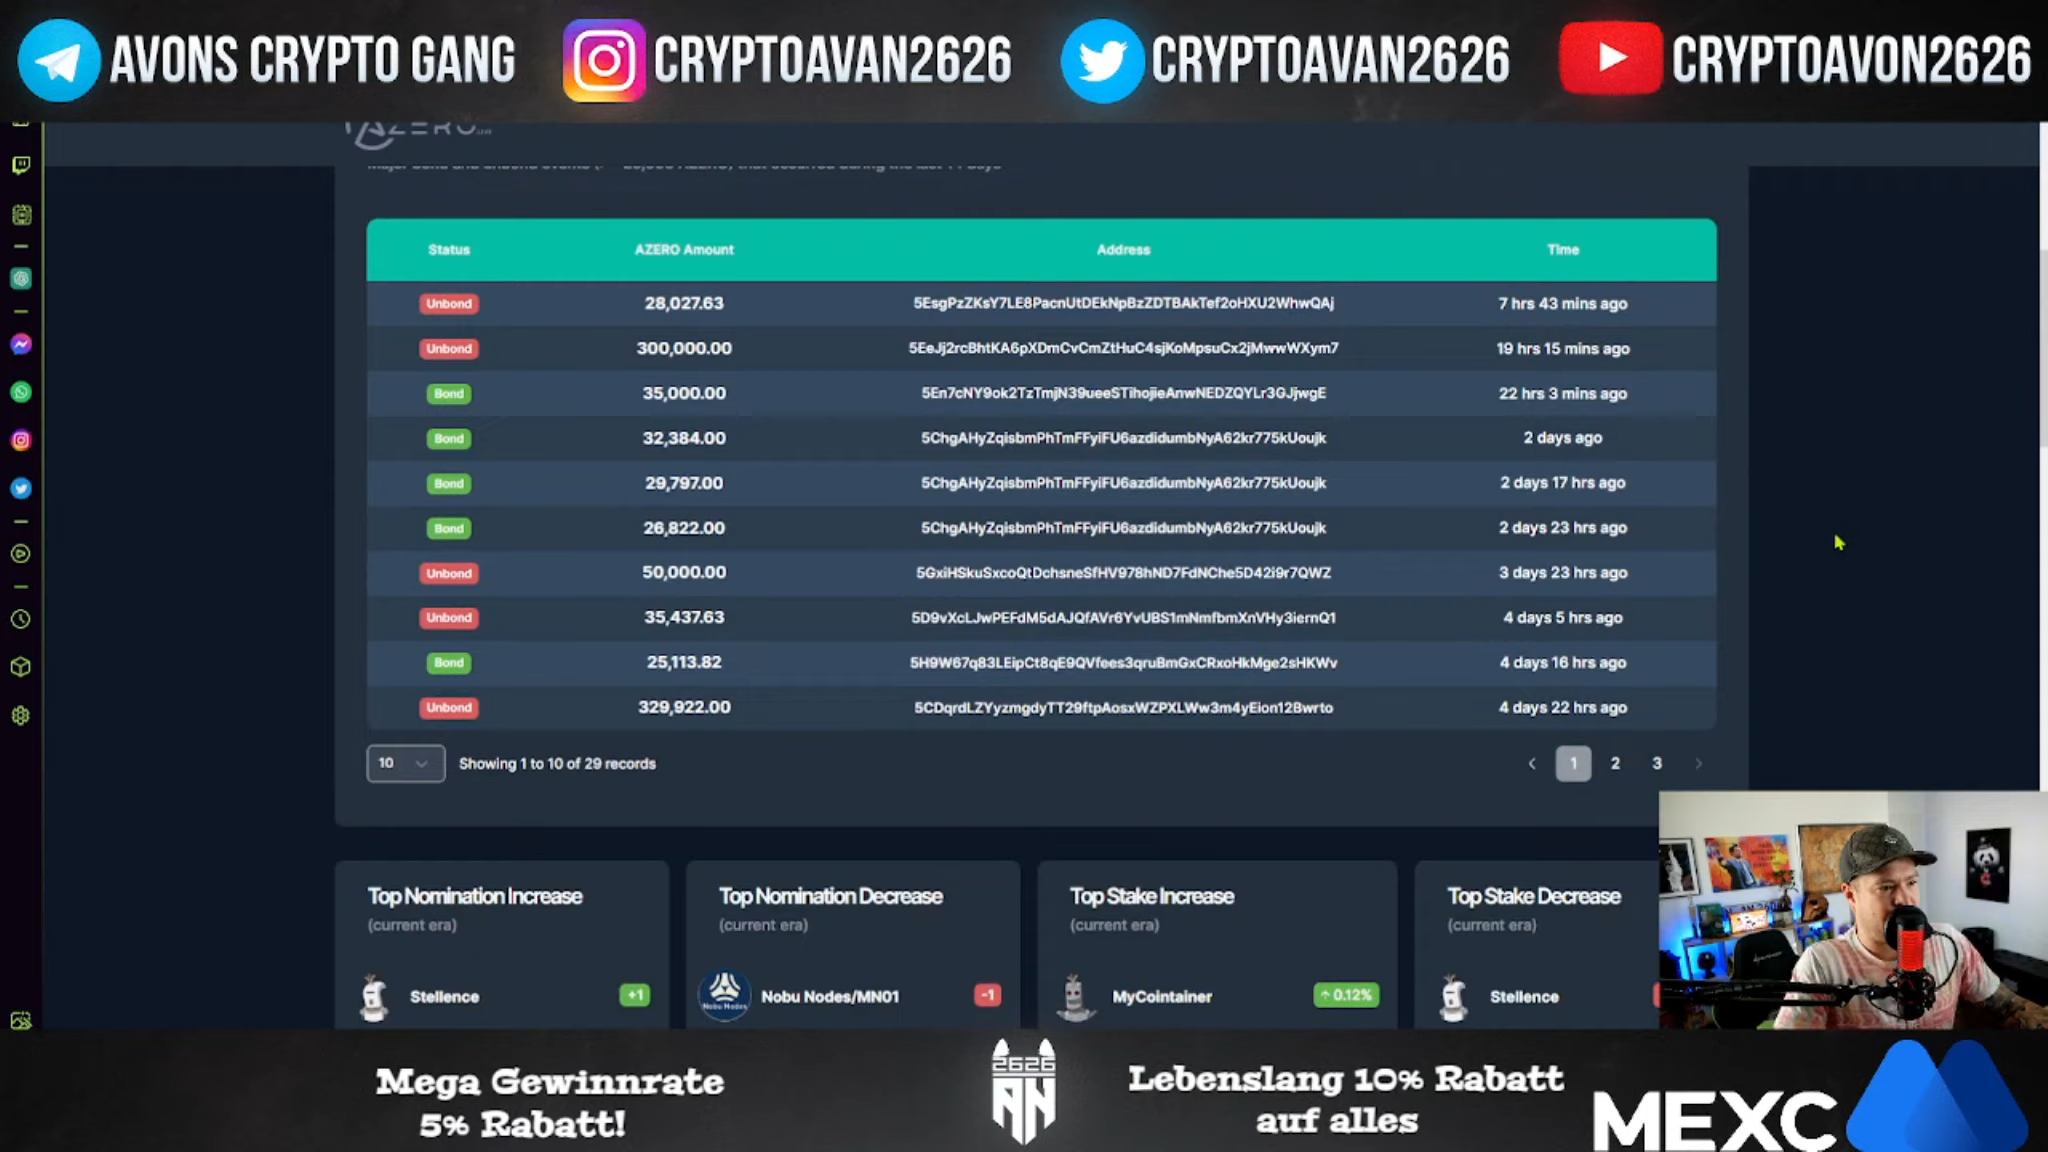 AVONS CRYPTO GANG
CRYPTOAVAN2626
CRYPTOAVAN2626
CRYPTOAVON2626
AZERO
Status AZERO Amount Address Time
Unbond 28,027.63 5EsgPzZKsY7LE8PacnUtDEkNpBzZDTBAkTef2oHXU2WhwQAj 7 hrs 43 mins ago
Unbond 300,000.00 5EeJj2rcBhtKA6pXDmCvCmZtHuC4sjKoMpsuCx2jMwwWXym7 19 hrs 15 mins ago
Bond 35,000.00 5En7cNY9ok2TzTmjN39ueeSTihojieAnwNEDZQYLr3GJjwgE 22 hrs 3 mins ago
Bond 32,384.00 5ChgAHyZqisbmPhTmFFyiFU6azdidumbNyA62kr775kUoujk 2 days ago
Bond 29,797.00 5ChgAHyZqisbmPhTmFFyiFU6azdidumbNyA62kr775kUoujk 2 days 17 hrs ago
Bond 26,822.00 5ChgAHyZqisbmPhTmFFyiFU6azdidumbNyA62kr775kUoujk 2 days 23 hrs ago
Unbond 50,000.00 5GxiHSkuSxcoQtDchsneSfHV978hND7FdNChe5D42i9r7QWZ 3 days 23 hrs ago
Unbond 35,437.63 5D9vXcLJwPEFdM5dAJQfAVr6YvUBS1mNmfbmXnVHy3iernQ1 4 days 5 hrs ago
Bond 25,113.82 5H9W67q83LEipCt8qE9QVfees3qruBmGxCRxoHkMge2sHKWv 4 days 16 hrs ago
Unbond 329,922.00 5CDqrdLZYyzmgdyTT29ftpAosxWZPXLWw3m4yEion12Bwrto 4 days 22 hrs ago
10 Showing 1 to 10 of 29 records
1 2 3
Top Nomination Increase
(current era)
Stellence +1
Top Nomination Decrease
(current era)
Nobu Nodes
Nobu Nodes/MN01 -1
Top Stake Increase
(current era)
MyCointainer 0.12%
Top Stake Decrease
(current era)
Stellence
Mega Gewinnrate
5% Rabatt!
2626
AN
Lebenslang 10% Rabatt
auf alles
MEXC